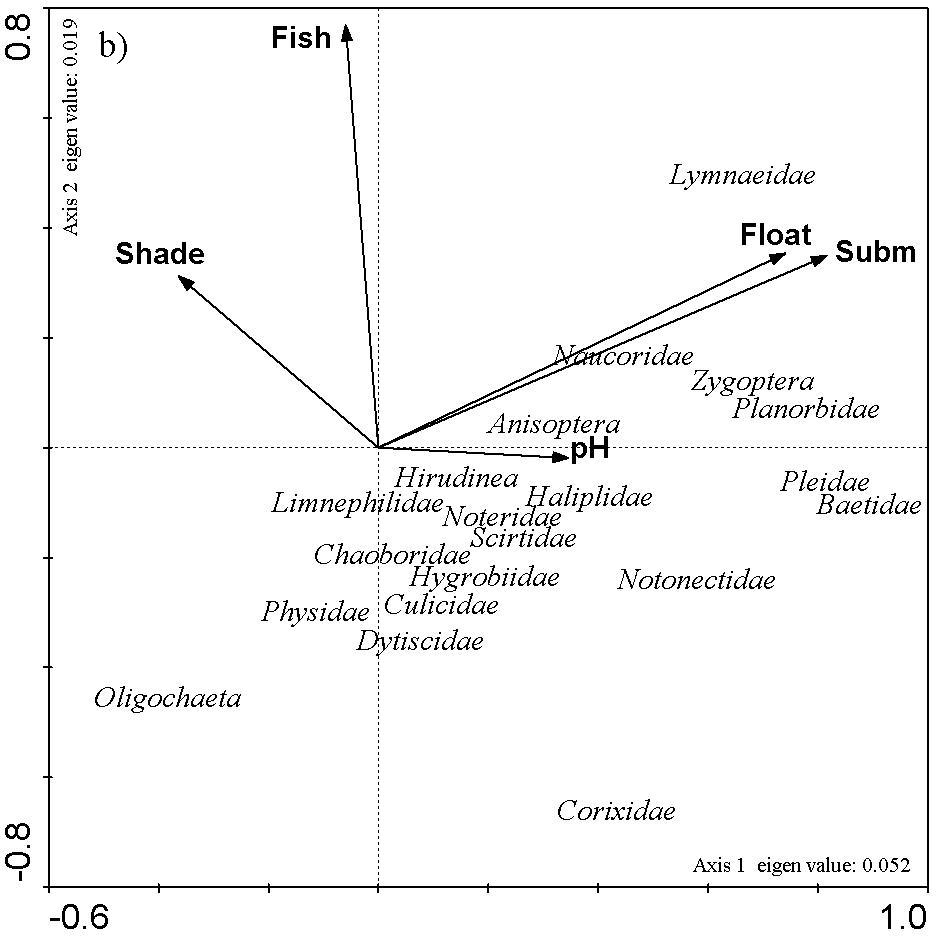 0.8
Axis 2 eigen value: 0.019
b)
Fish
Lymnaeidae
Float
Shade
Subm
Naucoridae
Zygoptera
Planorbidae
Anisoptera
pH
Hirudinea
Pleidae
Haliplidae
Limnephilidae
Baetidae
Noteridae
Scirtidae
Chaoboridae
Hygrobiidae
Notonectidae
Culicidae
Physidae
Dytiscidae
Oligochaeta
Corixidae
-0.8
Axis 1 eigen value: 0.052
-0.6
1.0